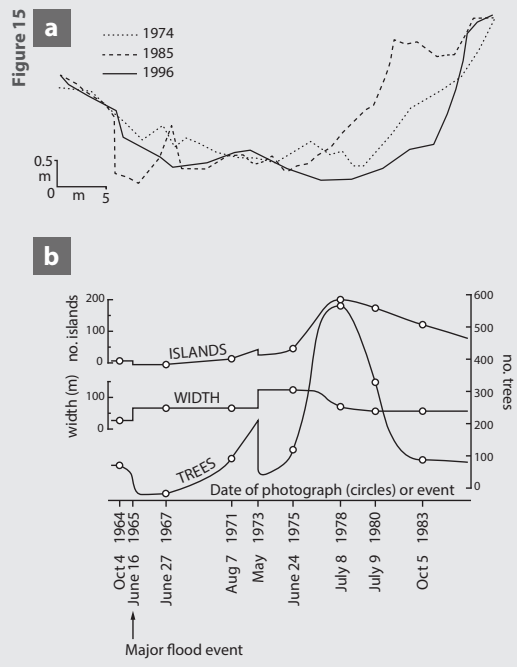 Figure 15
a
1974
1985
1996
0.5
m
0 m 5
b
no. islands
200
100
0
width (m)
100
0
no. trees
600
500
400
300
200
100
0
ISLANDS
WIDTH
TREES
Date of photograph (circles) or event
Oct 4 1964
June 16 1965
June 27 1967
Aug 7 1971
May 1973
June 24 1975
July 8 1978
July 9 1980
Oct 5 1983
Major flood event